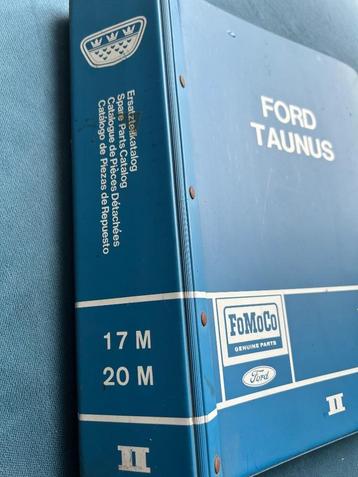 Ersatzteilkatalog
Spare Parts Catalog
Catalogue de Pièces Détachées
Catálogo de Piezas de Repuesto
17 M
20 M
II
FORD
TAUNUS
FoMoCo
GENUINE PARTS
Ford
II